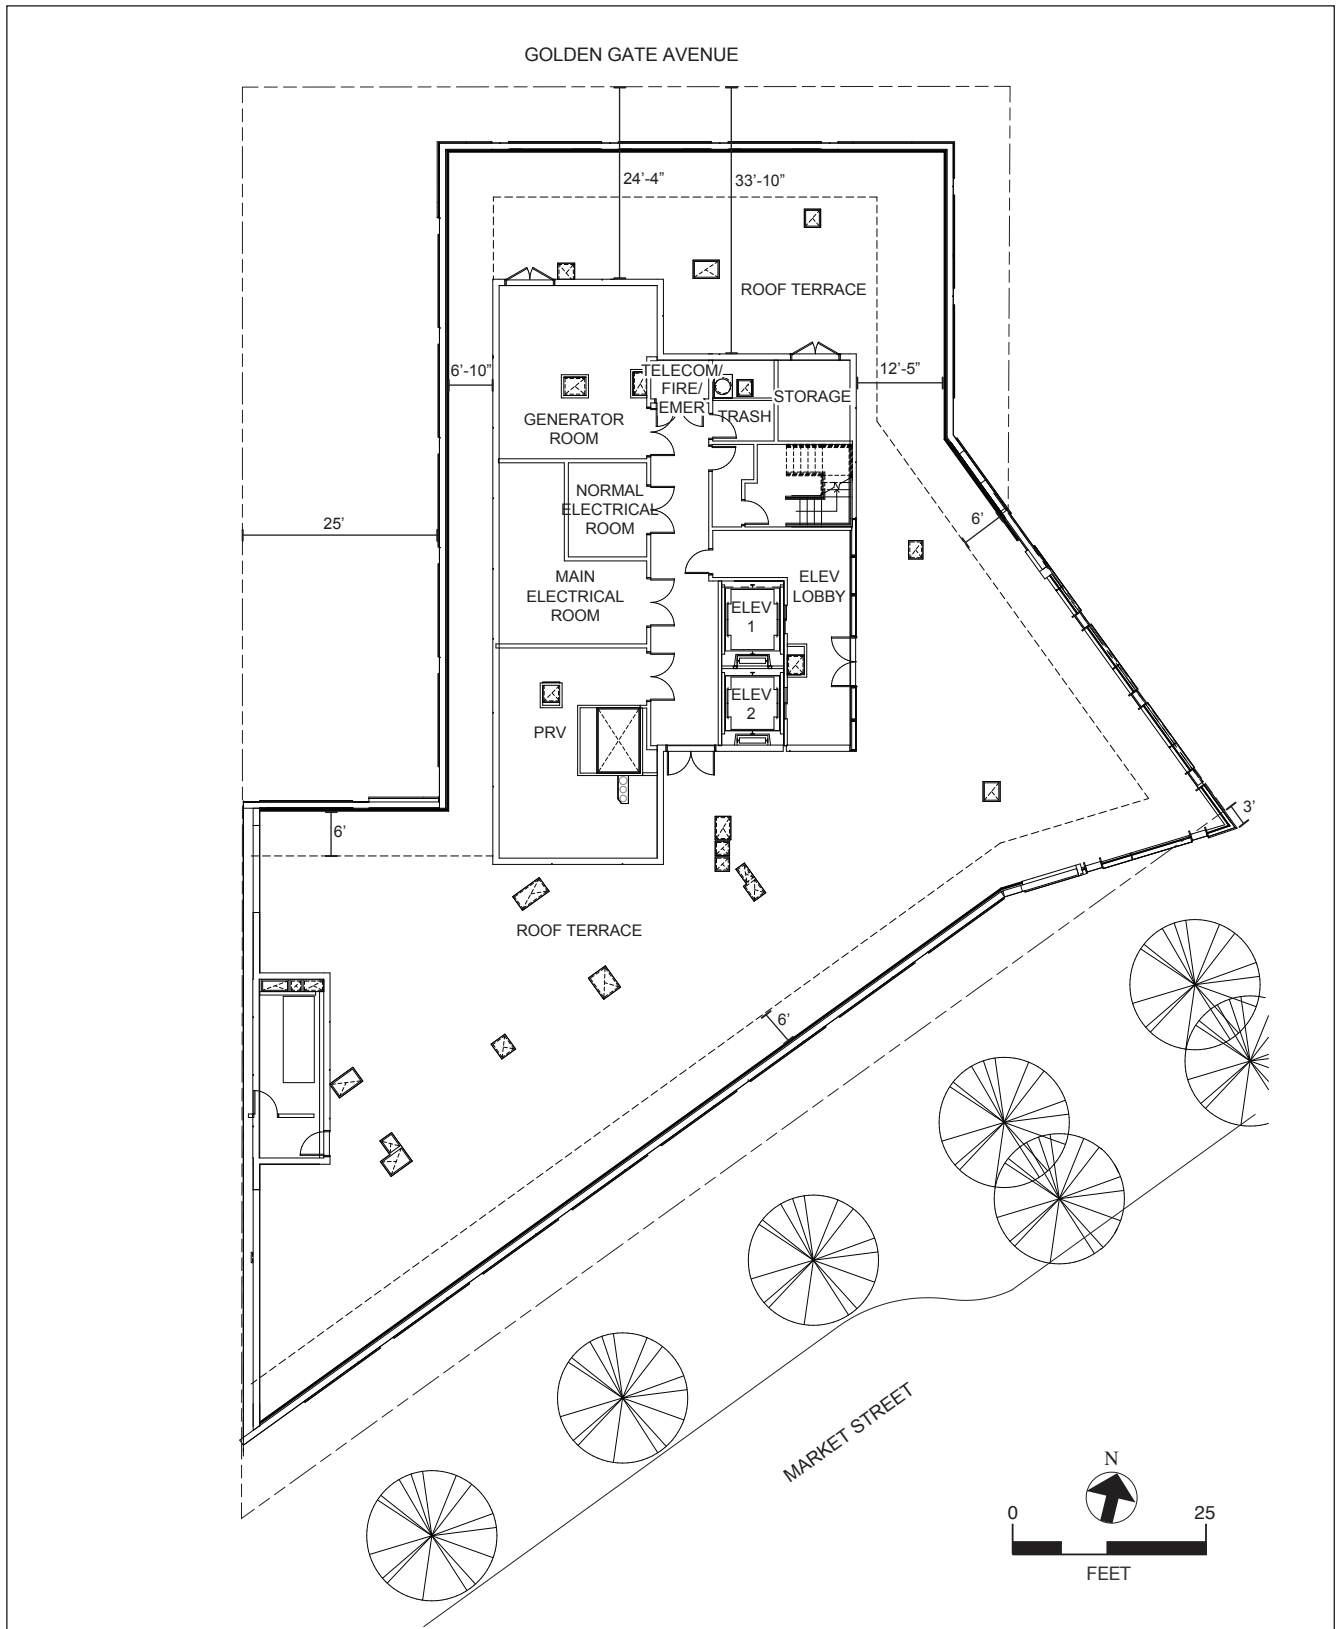 GOLDEN GATE AVENUE
24'-4"
33'-10"
ROOF TERRACE
6'-10"
TELECOM/
FIRE/
EMER
12'-5"
STORAGE
TRASH
GENERATOR
ROOM
NORMAL
ELECTRICAL
ROOM
25'
6'
MAIN
ELECTRICAL
ROOM
ELEV
LOBBY
ELEV
1
ELEV
2
PRV
3'
6'
ROOF TERRACE
6'
MARKET STREET
N
0
25
FEET